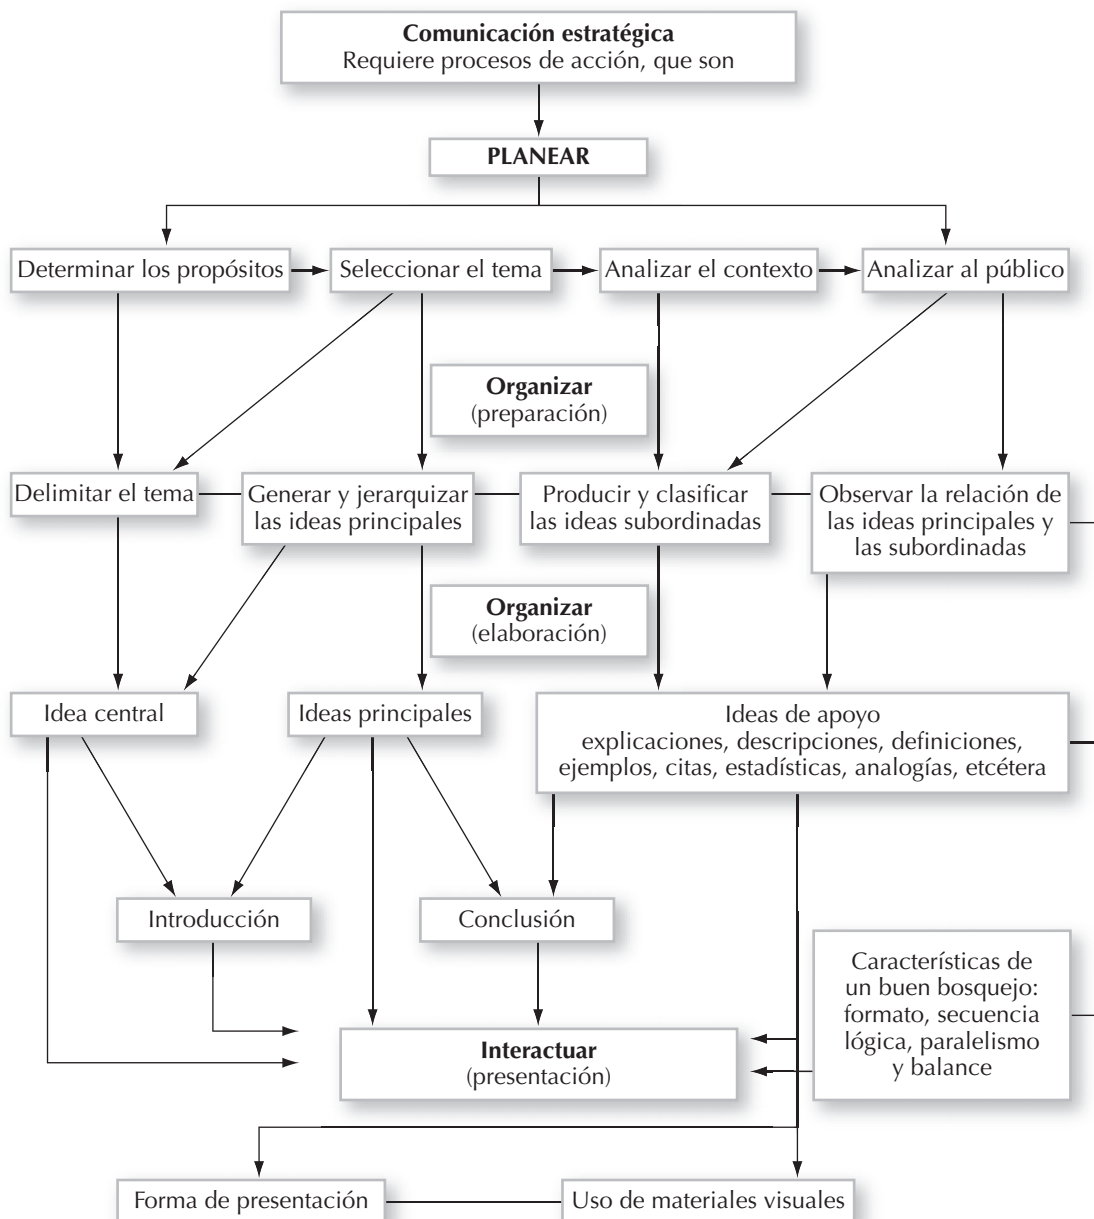 Comunicación estratégica
Requiere procesos de acción, que son
PLANEAR
Determinar los propósitos
Seleccionar el tema
Analizar el contexto
Analizar al público
Organizar
(preparación)
Delimitar el tema
Generar y jerarquizar
las ideas principales
Producir y clasificar
las ideas subordinadas
Observar la relación de
las ideas principales y
las subordinadas
Organizar
(elaboración)
Idea central
Ideas principales
Ideas de apoyo
explicaciones, descripciones, definiciones,
ejemplos, citas, estadísticas, analogías, etcétera
Introducción
Conclusión
Características de
un buen bosquejo:
formato, secuencia
lógica, paralelismo
y balance
Interactuar
(presentación)
Forma de presentación
Uso de materiales visuales